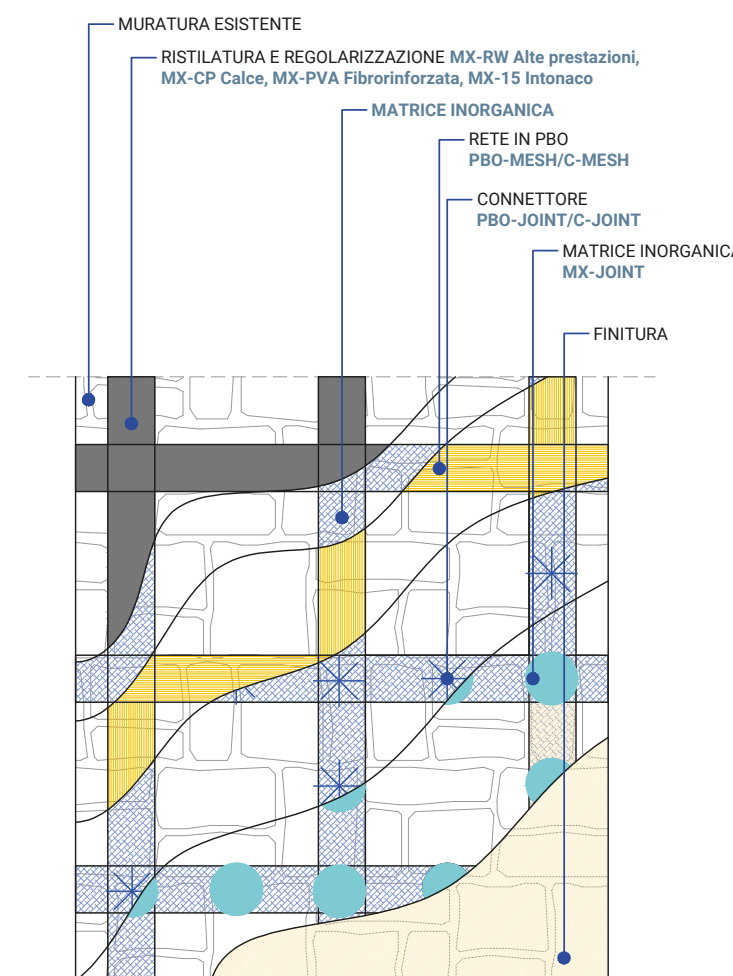 MURATURA ESISTENTE
RISTILATURA E REGOLARIZZAZIONE MX-RW Alte prestazioni,
MX-CP Calce, MX-PVA Fibrorinforzata, MX-15 Intonaco
MATRICE INORGANICA
RETE IN PBO
PBO-MESH/C-MESH
CONNETTORE
PBO-JOINT/C-JOINT
MATRICE INORGANICA
MX-JOINT
FINITURA